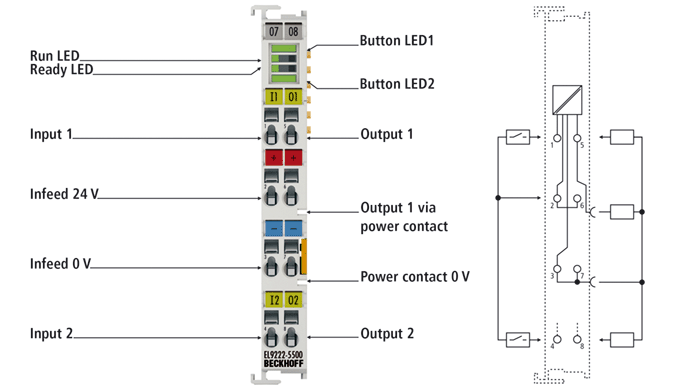 07 08
Run LED
Ready LED
Button LED1
Button LED2
I1 O1
Input 1
Output 1
+ +
Infeed 24 V
Output 1 via
power contact
− −
Infeed 0 V
Power contact 0 V
I2 O2
Input 2
Output 2
EL9222-5500
BECKHOFF
1 5
2 6
3 7
4 8